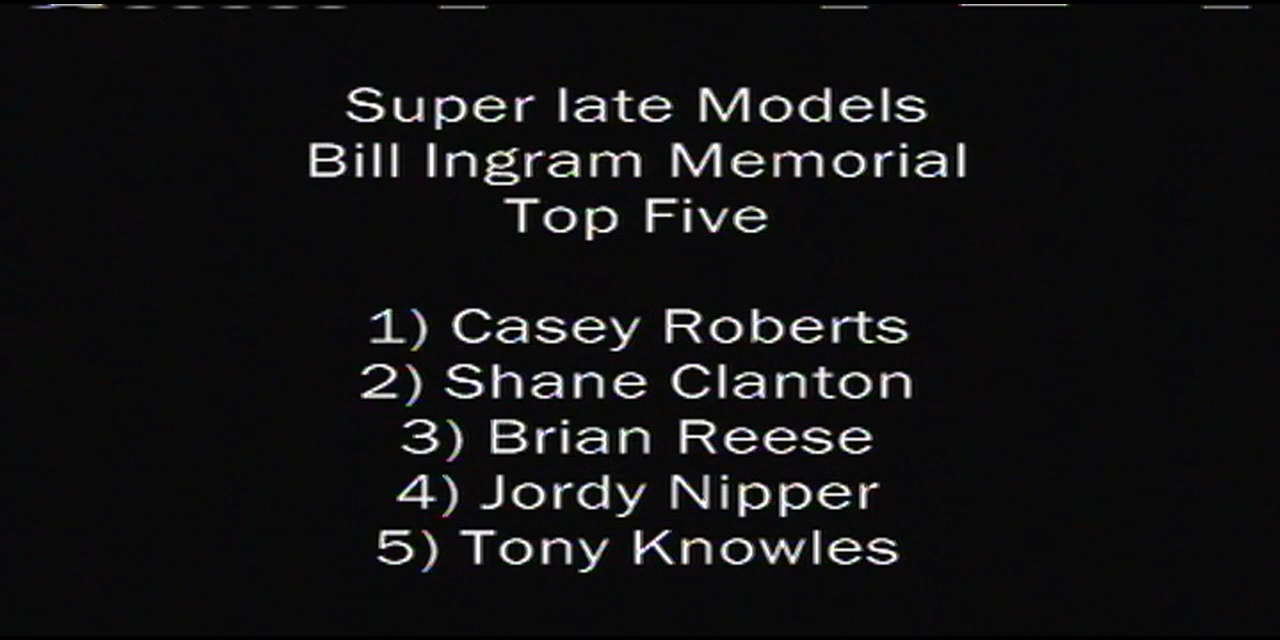 Super late Models
Bill Ingram Memorial
Top Five
1) Casey Roberts
2) Shane Clanton
3) Brian Reese
4) Jordy Nipper
5) Tony Knowles